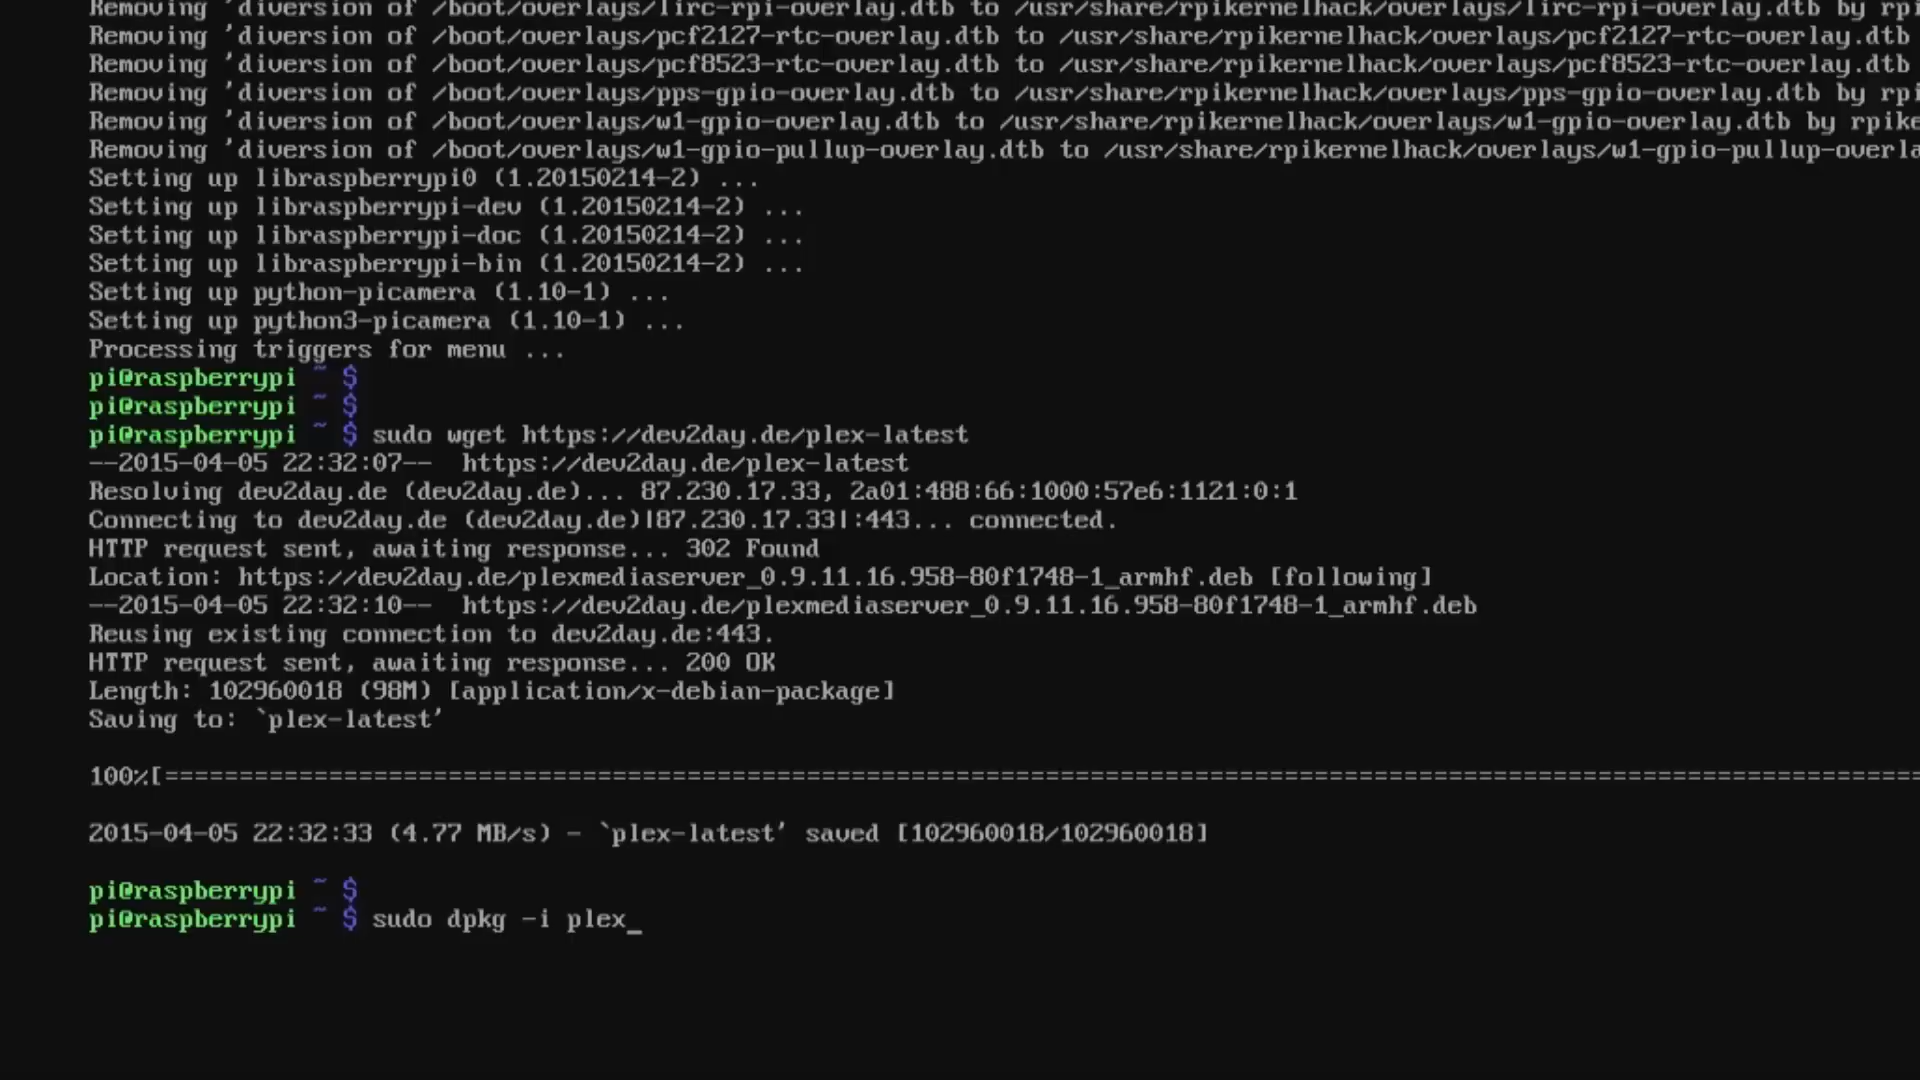 Removing 'diversion of /boot/overlays/lirc-rpi-overlay.dtb to /usr/share/rpikernelhack/overlays/lirc-rpi-overlay.dtb by rpi
Removing 'diversion of /boot/overlays/pcf2127-rtc-overlay.dtb to /usr/share/rpikernelhack/overlays/pcf2127-rtc-overlay.dtb
Removing 'diversion of /boot/overlays/pcf8523-rtc-overlay.dtb to /usr/share/rpikernelhack/overlays/pcf8523-rtc-overlay.dtb
Removing 'diversion of /boot/overlays/pps-gpio-overlay.dtb to /usr/share/rpikernelhack/overlays/pps-gpio-overlay.dtb by rpi
Removing 'diversion of /boot/overlays/w1-gpio-overlay.dtb to /usr/share/rpikernelhack/overlays/w1-gpio-overlay.dtb by rpike
Removing 'diversion of /boot/overlays/w1-gpio-pullup-overlay.dtb to /usr/share/rpikernelhack/overlays/w1-gpio-pullup-overla
Setting up libraspberrypi0 (1.20150214-2) ...
Setting up libraspberrypi-dev (1.20150214-2) ...
Setting up libraspberrypi-doc (1.20150214-2) ...
Setting up libraspberrypi-bin (1.20150214-2) ...
Setting up python-picamera (1.10-1) ...
Setting up python3-picamera (1.10-1) ...
Processing triggers for menu ...
pi@raspberrypi ~ $
pi@raspberrypi ~ $
pi@raspberrypi ~ $ sudo wget https://dev2day.de/plex-latest
--2015-04-05 22:32:07--  https://dev2day.de/plex-latest
Resolving dev2day.de (dev2day.de)... 87.230.17.33, 2a01:488:66:1000:57e6:1121:0:1
Connecting to dev2day.de (dev2day.de)|87.230.17.33|:443... connected.
HTTP request sent, awaiting response... 302 Found
Location: https://dev2day.de/plexmediaserver_0.9.11.16.958-80f1748-1_armhf.deb [following]
--2015-04-05 22:32:10--  https://dev2day.de/plexmediaserver_0.9.11.16.958-80f1748-1_armhf.deb
Reusing existing connection to dev2day.de:443.
HTTP request sent, awaiting response... 200 OK
Length: 102960018 (98M) [application/x-debian-package]
Saving to: `plex-latest'
100%[======================================================================================================================
2015-04-05 22:32:33 (4.77 MB/s) - `plex-latest' saved [102960018/102960018]
pi@raspberrypi ~ $
pi@raspberrypi ~ $ sudo dpkg -i plex_